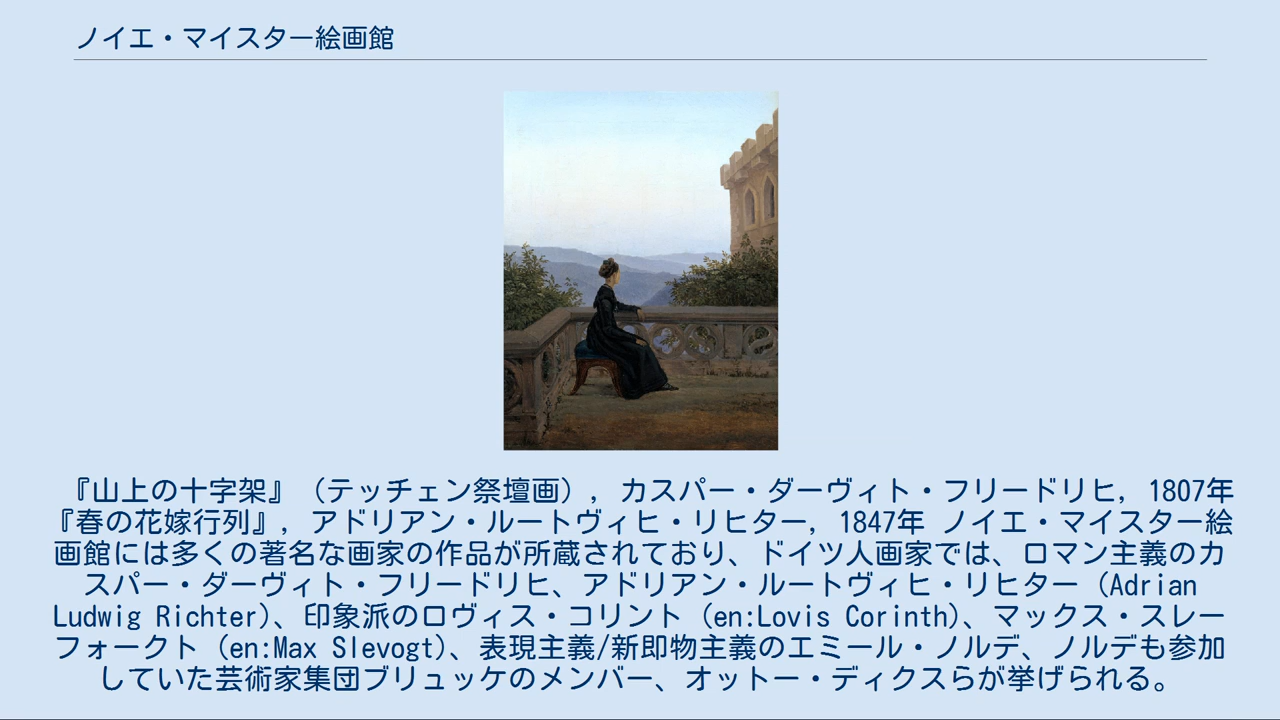 ノイエ・マイスター絵画館
『山上の十字架』（テッチェン祭壇画）, カスパー・ダーヴィト・フリードリヒ, 1807年
『春の花嫁行列』, アドリアン・ルートヴィヒ・リヒター, 1847年 ノイエ・マイスター絵
画館には多くの著名な画家の作品が所蔵されており、ドイツ人画家では、ロマン主義のカ
スパー・ダーヴィト・フリードリヒ、アドリアン・ルートヴィヒ・リヒター（Adrian
Ludwig Richter）、印象派のロヴィス・コリント（en:Lovis Corinth）、マックス・スレー
フォークト（en:Max Slevogt）、表現主義/新即物主義のエミール・ノルデ、ノルデも参加
していた芸術家集団ブリュッケのメンバー、オットー・ディクスらが挙げられる。